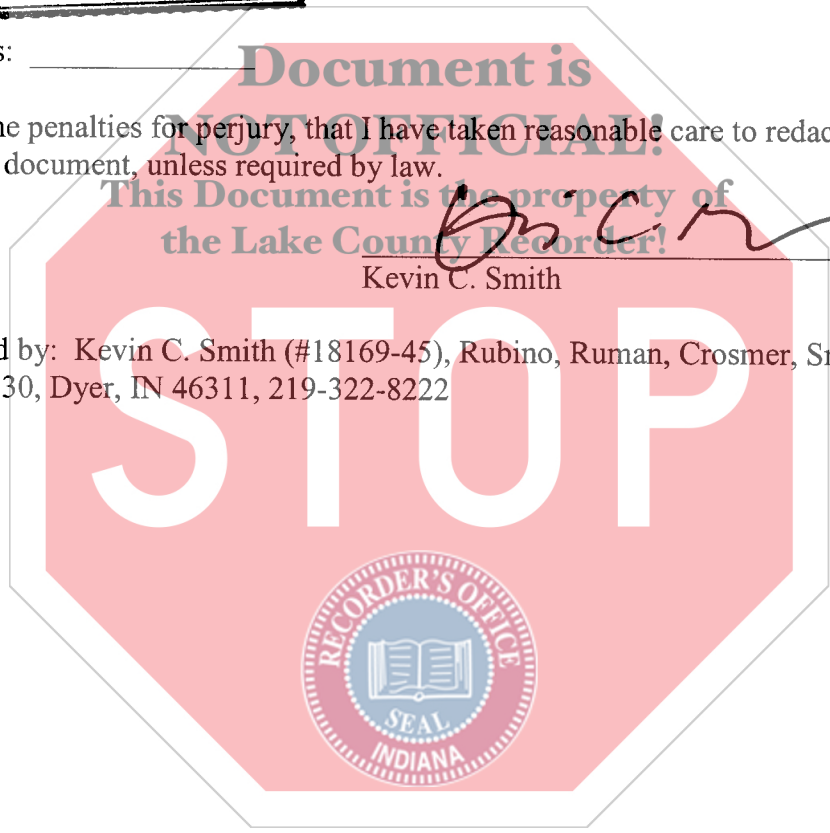 s:
Document is
NOT OFFICIAL!
This Document is the property of
the Lake County Recorder!
he penalties for perjury, that I have taken reasonable care to redac
document, unless required by law.
Kevin C. Smith
d by: Kevin C. Smith (#18169-45), Rubino, Ruman, Crosmer, Sm
30, Dyer, IN 46311, 219-322-8222
STOP
RECORDER'S OFFICE
SEAL
INDIANA